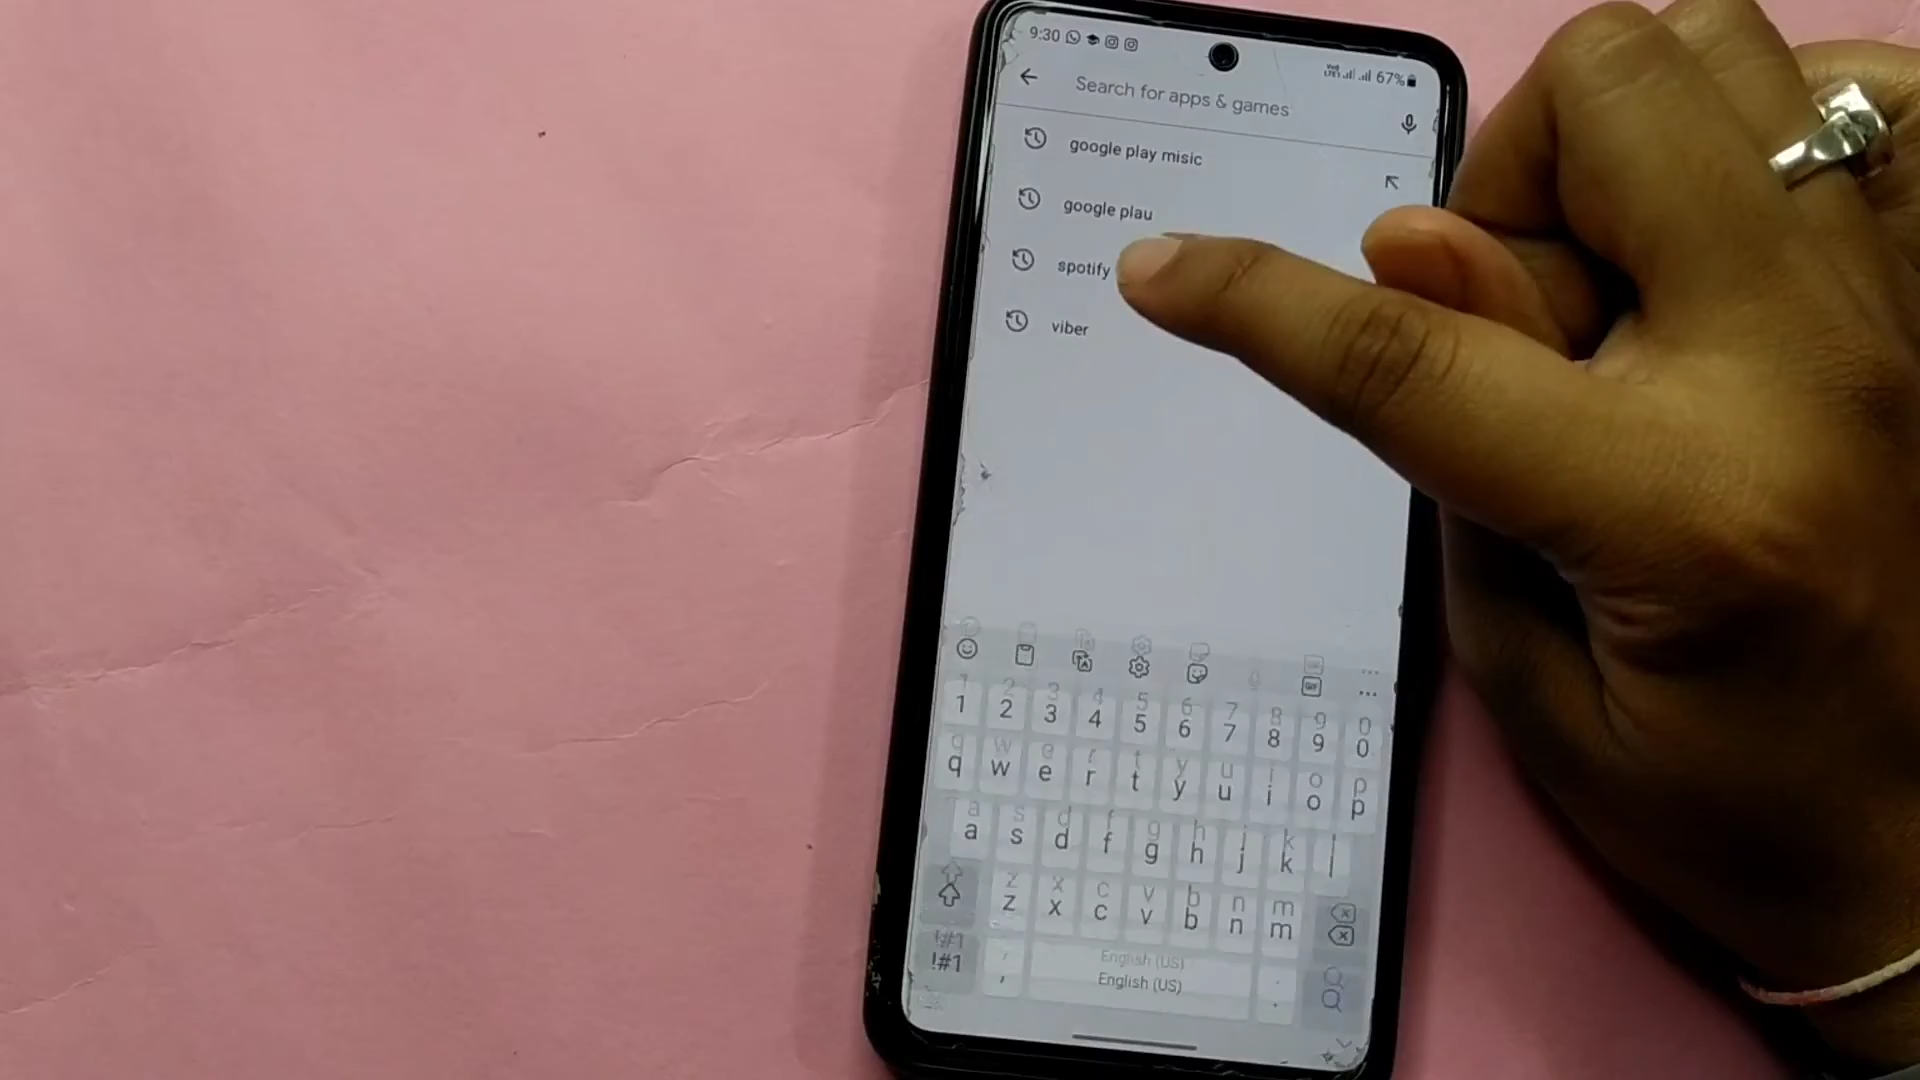 9:30 67%
Search for apps & games
google play misic
google plau
spotify
viber
1 2 3 4 5 6 7 8 9 0
q w e r t y u i o p
a s d f g h j k l
z x c v b n m
!#1 , English (US) .